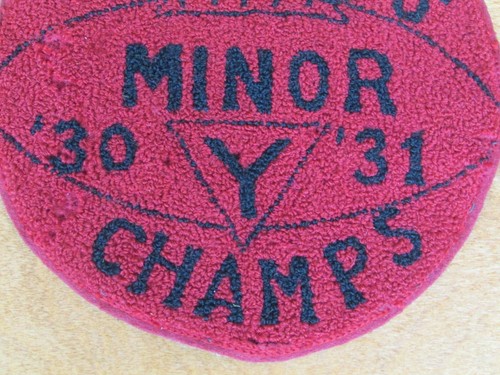 MINOR
'30 Y '31
CHAMPS